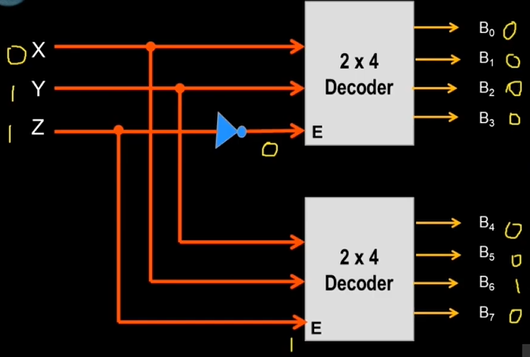 0 X
1 Y
1 Z
0
2 x 4
Decoder
E
B₀ 0
B₁ 0
B₂ 0
B₃ 0
2 x 4
Decoder
E
1
B₄ 0
B₅ 0
B₆ 1
B₇ 0